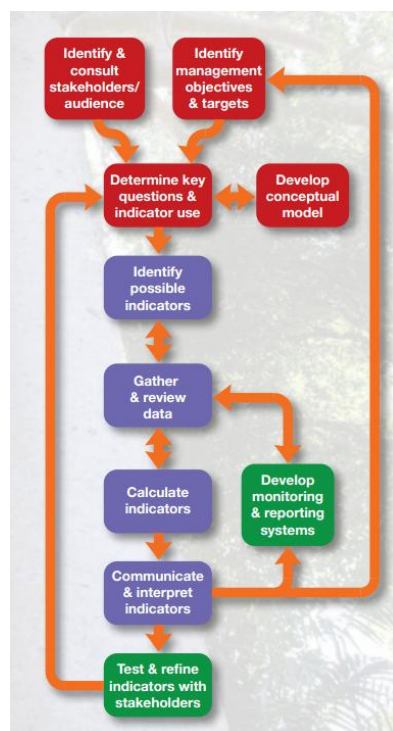 Identify &
consult
stakeholders/
audience
Identify
management
objectives
& targets
Determine key
questions &
indicator use
Develop
conceptual
model
Identify
possible
indicators
Gather
& review
data
Calculate
indicators
Develop
monitoring
& reporting
systems
Communicate
& interpret
indicators
Test & refine
indicators with
stakeholders